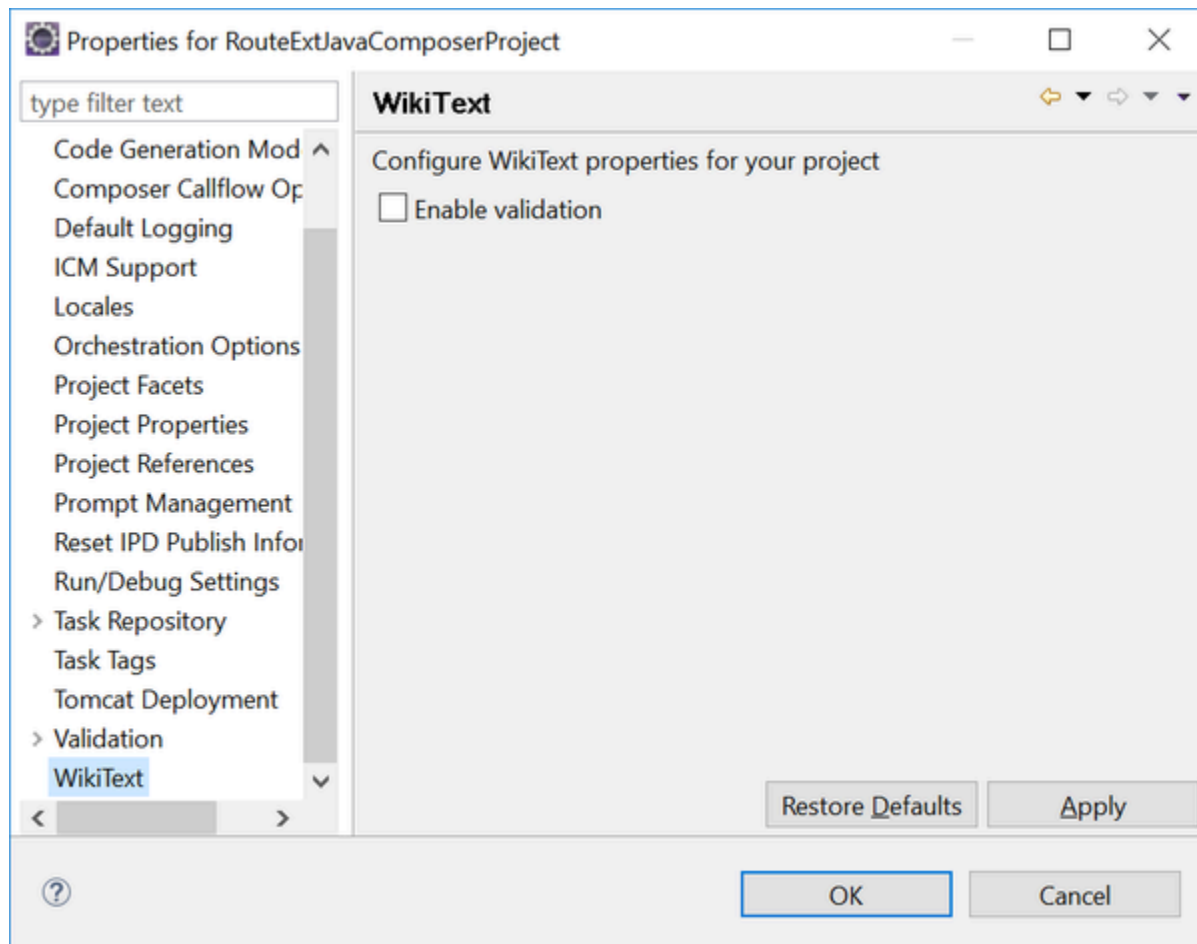 Properties for RouteExtJavaComposerProject
type filter text
Code Generation Mod
Composer Callflow Op
Default Logging
ICM Support
Locales
Orchestration Options
Project Facets
Project Properties
Project References
Prompt Management
Reset IPD Publish Infor
Run/Debug Settings
Task Repository
Task Tags
Tomcat Deployment
Validation
WikiText
WikiText
Configure WikiText properties for your project
Enable validation
Restore Defaults
Apply
OK
Cancel